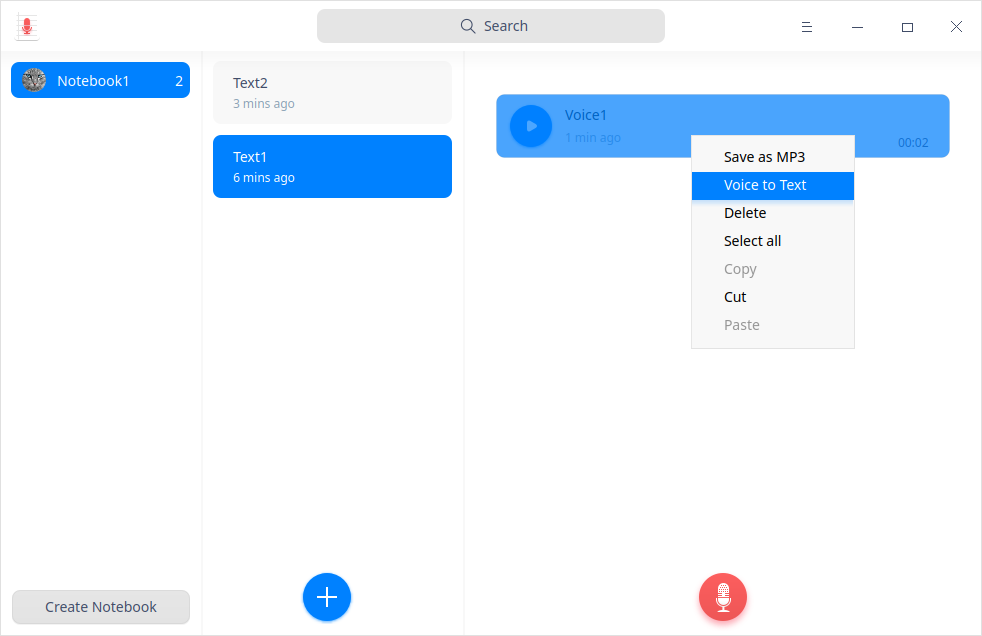 Search
Notebook1 2
Create Notebook
Text2
3 mins ago
Text1
6 mins ago
Voice1
1 min ago
00:02
Save as MP3
Voice to Text
Delete
Select all
Copy
Cut
Paste